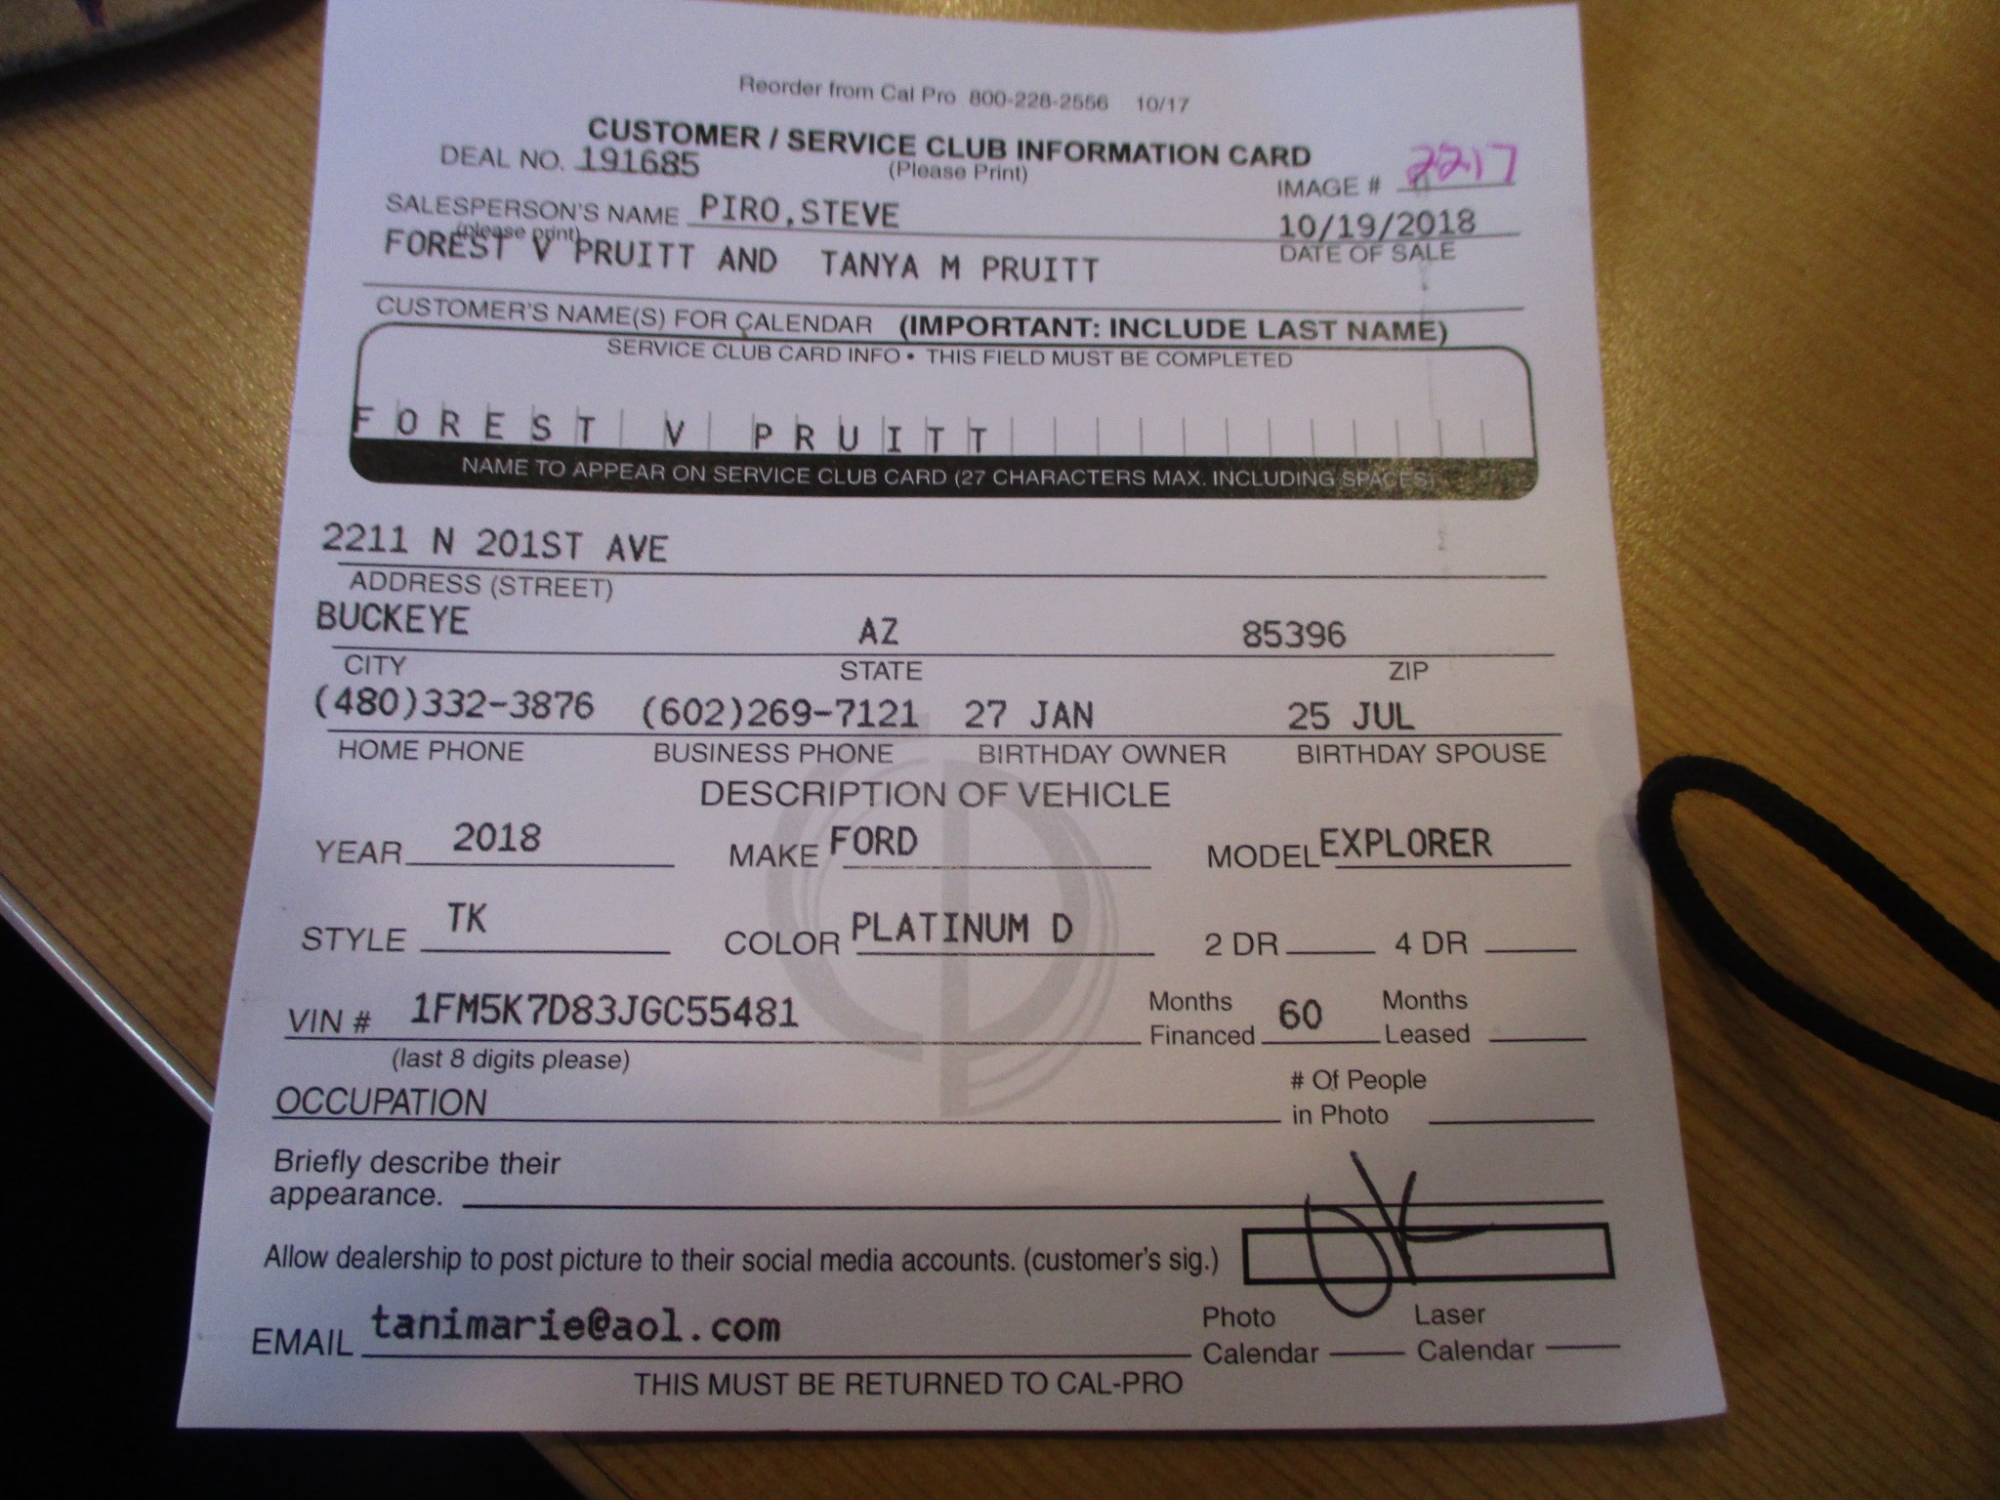 Reorder from Cal Pro 800-228-2556 10/17
CUSTOMER / SERVICE CLUB INFORMATION CARD
DEAL NO. 191685 (Please Print) IMAGE # 2217
SALESPERSON'S NAME PIRO,STEVE 10/19/2018
(please print) DATE OF SALE
FOREST V PRUITT AND TANYA M PRUITT
CUSTOMER'S NAME(S) FOR CALENDAR (IMPORTANT: INCLUDE LAST NAME)
SERVICE CLUB CARD INFO • THIS FIELD MUST BE COMPLETED
FOREST V PRUITT
NAME TO APPEAR ON SERVICE CLUB CARD (27 CHARACTERS MAX. INCLUDING SPACES)
2211 N 201ST AVE
ADDRESS (STREET)
BUCKEYE AZ 85396
CITY STATE ZIP
(480)332-3876 (602)269-7121 27 JAN 25 JUL
HOME PHONE BUSINESS PHONE BIRTHDAY OWNER BIRTHDAY SPOUSE
DESCRIPTION OF VEHICLE
YEAR 2018 MAKE FORD MODEL EXPLORER
STYLE TK COLOR PLATINUM D 2 DR 4 DR
VIN # 1FM5K7D83JGC55481 Months Financed 60 Months Leased
(last 8 digits please)
OCCUPATION # Of People in Photo
Briefly describe their
appearance.
Allow dealership to post picture to their social media accounts. (customer's sig.)
EMAIL tanimarie@aol.com Photo Calendar Laser Calendar
THIS MUST BE RETURNED TO CAL-PRO